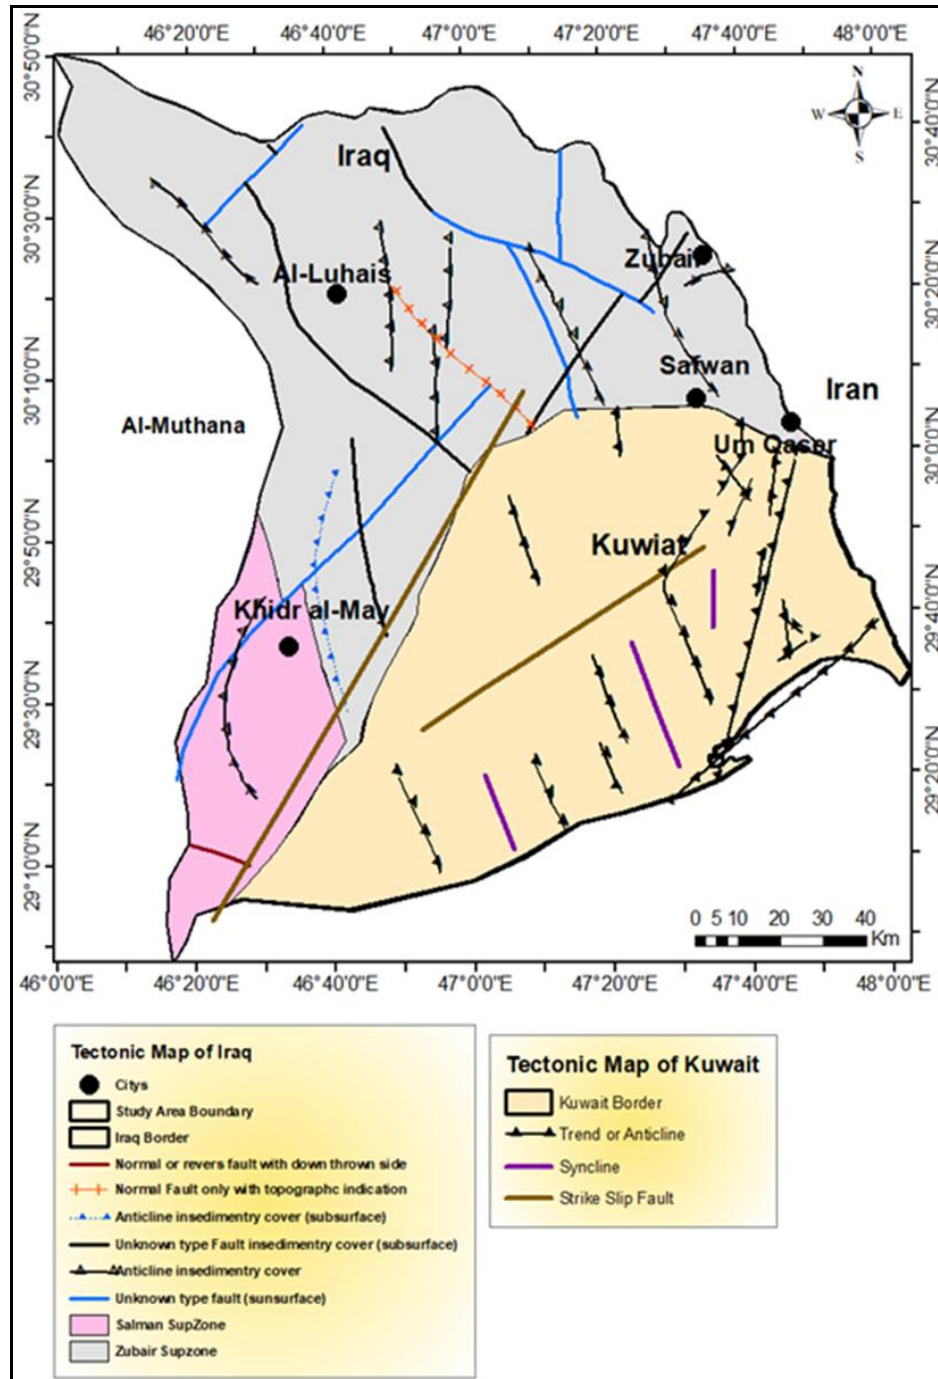 46°20'0"E 46°40'0"E 47°0'0"E 47°20'0"E 47°40'0"E 48°0'0"E
30°50'0"N
30°30'0"N
30°20'0"N
30°10'0"N
29°50'0"N
29°30'0"N
29°10'0"N
30°40'0"N
30°20'0"N
30°0'0"N
29°40'0"N
29°20'0"N
N
W E
S
Iraq
Zubair
Al-Luhais
Safwan
Iran
Al-Muthana
Um Qaser
Kuwiat
Khidr al-May
0 5 10 20 30 40
Km
46°0'0"E 46°20'0"E 46°40'0"E 47°0'0"E 47°20'0"E 47°40'0"E 48°0'0"E
Tectonic Map of Iraq
Citys
Study Area Boundary
Iraq Border
Normal or revers fault with down thrown side
Normal Fault only with topographc indication
Anticline insedimentry cover (subsurface)
Unknown type Fault insedimentry cover (subsurface)
Anticline insedimentry cover
Unknown type fault (sunsurface)
Salman SupZone
Zubair Supzone
Tectonic Map of Kuwait
Kuwait Border
Trend or Anticline
Syncline
Strike Slip Fault